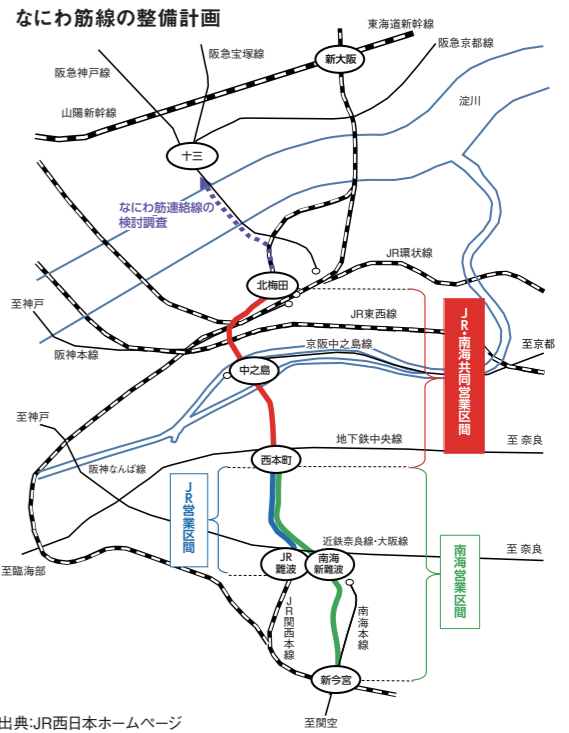 なにわ筋線の整備計画
東海道新幹線
阪急宝塚線
新大阪
阪急京都線
阪急神戸線
山陽新幹線
淀川
十三
なにわ筋連絡線の
検討調査
JR環状線
北梅田
至神戸
JR東西線
阪神本線
京阪中之島線
至京都
中之島
JR・南海共同営業区間
至神戸
地下鉄中央線
至 奈良
西本町
阪神なんば線
JR営業区間
近鉄奈良線・大阪線
至 奈良
南海営業区間
JR
難波
南海
新難波
至臨海部
JR関西本線
南海本線
新今宮
至関空
出典:JR西日本ホームページ